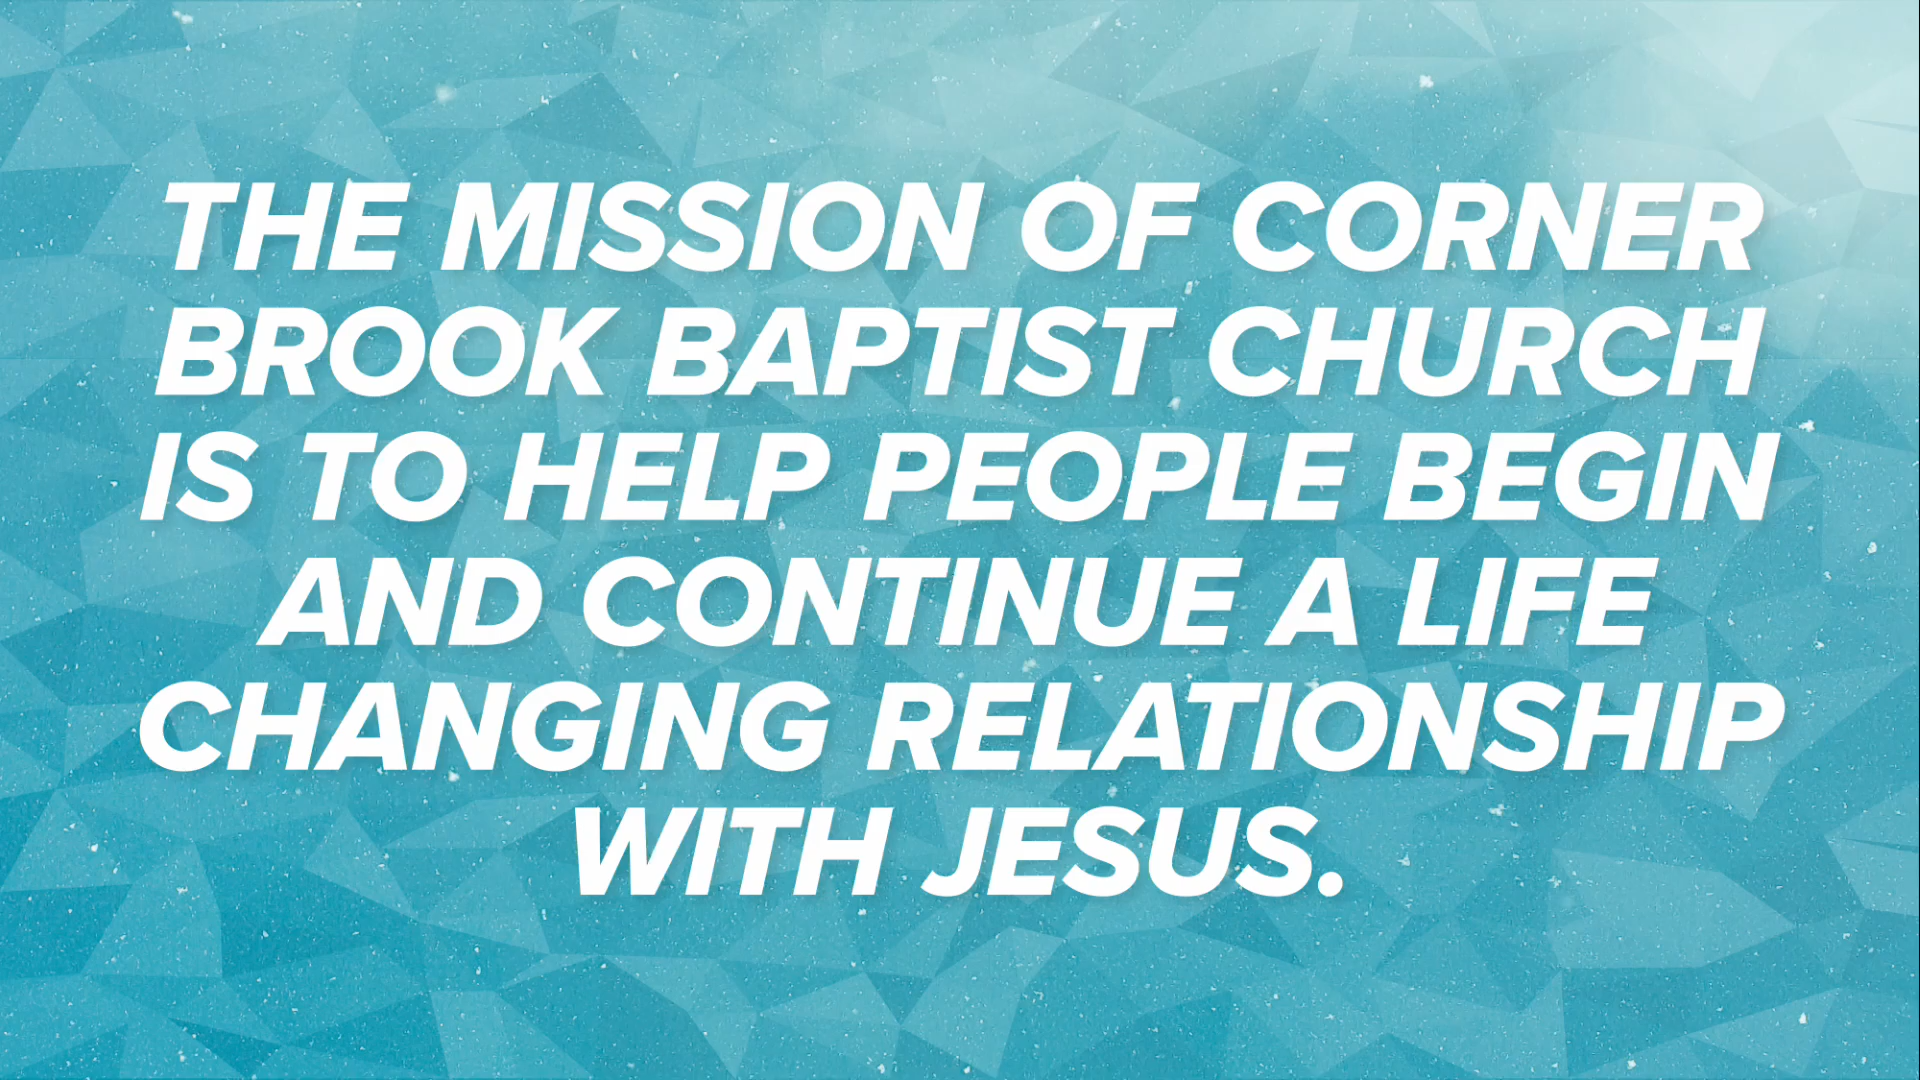 THE MISSION OF CORNER
BROOK BAPTIST CHURCH
IS TO HELP PEOPLE BEGIN
AND CONTINUE A LIFE
CHANGING RELATIONSHIP
WITH JESUS.